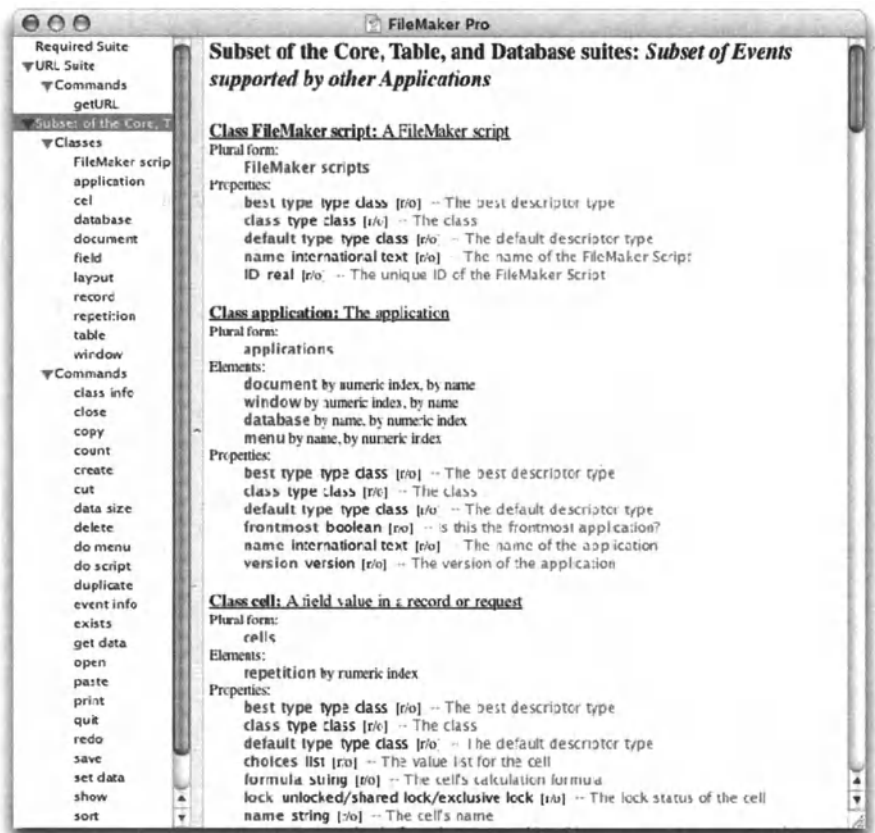 FileMaker Pro
Required Suite
URL Suite
Commands
getURL
Subset of the Core, T
Classes
FileMaker scrip
application
cel
database
document
field
layout
record
repetition
table
window
Commands
class info
close
copy
count
create
cut
data size
delete
do menu
do script
duplicate
event info
exists
get data
open
paste
print
quit
redo
save
set data
show
sort
Subset of the Core, Table, and Database suites: Subset of Events
supported by other Applications
Class FileMaker script: A FileMaker script
Plural form:
FileMaker scripts
Properties:
best type type class [r/o] -- The best descriptor type
class type class [r/o] -- The class
default type type class [r/o] -- The default descriptor type
name international text [r/o] -- The name of the FileMaker Script
ID real [r/o] -- The unique ID of the FileMaker Script
Class application: The application
Plural form:
applications
Elements:
document by numeric index, by name
window by numeric index, by name
database by name, by numeric index
menu by name, by numeric index
Properties:
best type type class [r/o] -- The best descriptor type
class type class [r/o] -- The class
default type type class [r/o] -- The default descriptor type
frontmost boolean [r/o] -- Is this the frontmost application?
name international text [r/o] -- The name of the application
version version [r/o] -- The version of the application
Class cell: A field value in a record or request
Plural form:
cells
Elements:
repetition by numeric index
Properties:
best type type class [r/o] -- The best descriptor type
class type class [r/o] -- The class
default type type class [r/o] -- The default descriptor type
choices list [r/o] -- The value list for the cell
formula string [r/o] -- The cell's calculation formula
lock unlocked/shared lock/exclusive lock [r/o] -- The lock status of the cell
name string [r/o] -- The cell's name